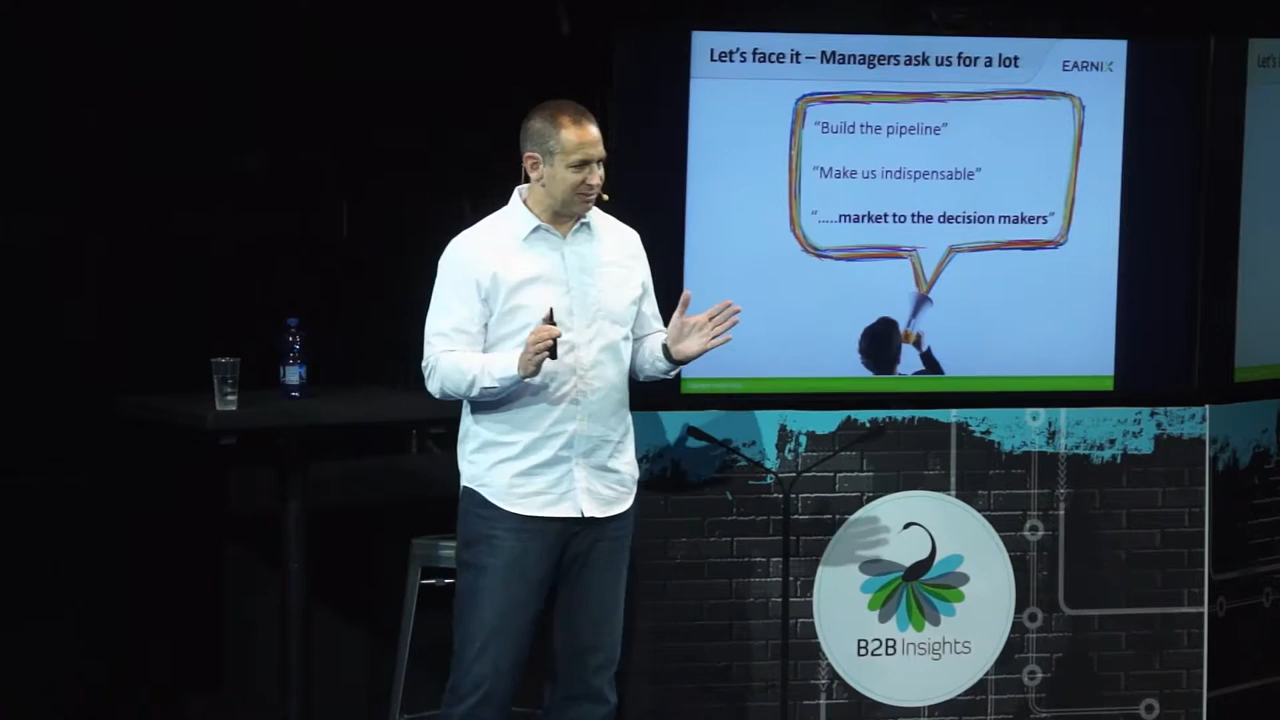 Let's face it – Managers ask us for a lot
EARNIX
"Build the pipeline"
"Make us indispensable"
".....market to the decision makers"
Let's
B2B Insights